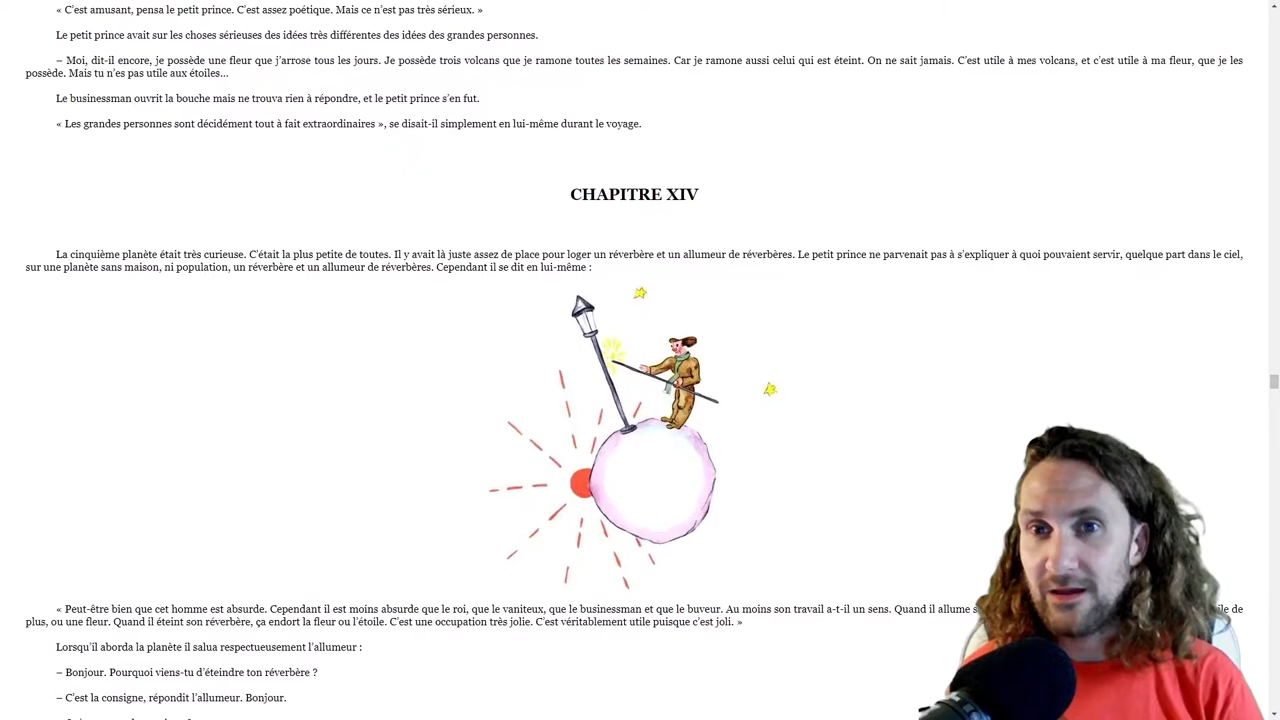 « C’est amusant, pensa le petit prince. C’est assez poétique. Mais ce n’est pas très sérieux. »
Le petit prince avait sur les choses sérieuses des idées très différentes des idées des grandes personnes.
– Moi, dit-il encore, je possède une fleur que j’arrose tous les jours. Je possède trois volcans que je ramone toutes les semaines. Car je ramone aussi celui qui est éteint. On ne sait jamais. C’est utile à mes volcans, et c’est utile à ma fleur, que je les
possède. Mais tu n’es pas utile aux étoiles…
Le businessman ouvrit la bouche mais ne trouva rien à répondre, et le petit prince s’en fut.
« Les grandes personnes sont décidément tout à fait extraordinaires », se disait-il simplement en lui-même durant le voyage.
CHAPITRE XIV
La cinquième planète était très curieuse. C’était la plus petite de toutes. Il y avait là juste assez de place pour loger un réverbère et un allumeur de réverbères. Le petit prince ne parvenait pas à s’expliquer à quoi pouvaient servir, quelque part dans le ciel,
sur une planète sans maison, ni population, un réverbère et un allumeur de réverbères. Cependant il se dit en lui-même :
« Peut-être bien que cet homme est absurde. Cependant il est moins absurde que le roi, que le vaniteux, que le businessman et que le buveur. Au moins son travail a-t-il un sens. Quand il allume de
plus, ou une fleur. Quand il éteint son réverbère, ça endort la fleur ou l’étoile. C’est une occupation très jolie. C’est véritablement utile puisque c’est joli. »
Lorsqu’il aborda la planète il salua respectueusement l’allumeur :
– Bonjour. Pourquoi viens-tu d’éteindre ton réverbère ?
– C’est la consigne, répondit l’allumeur. Bonjour.